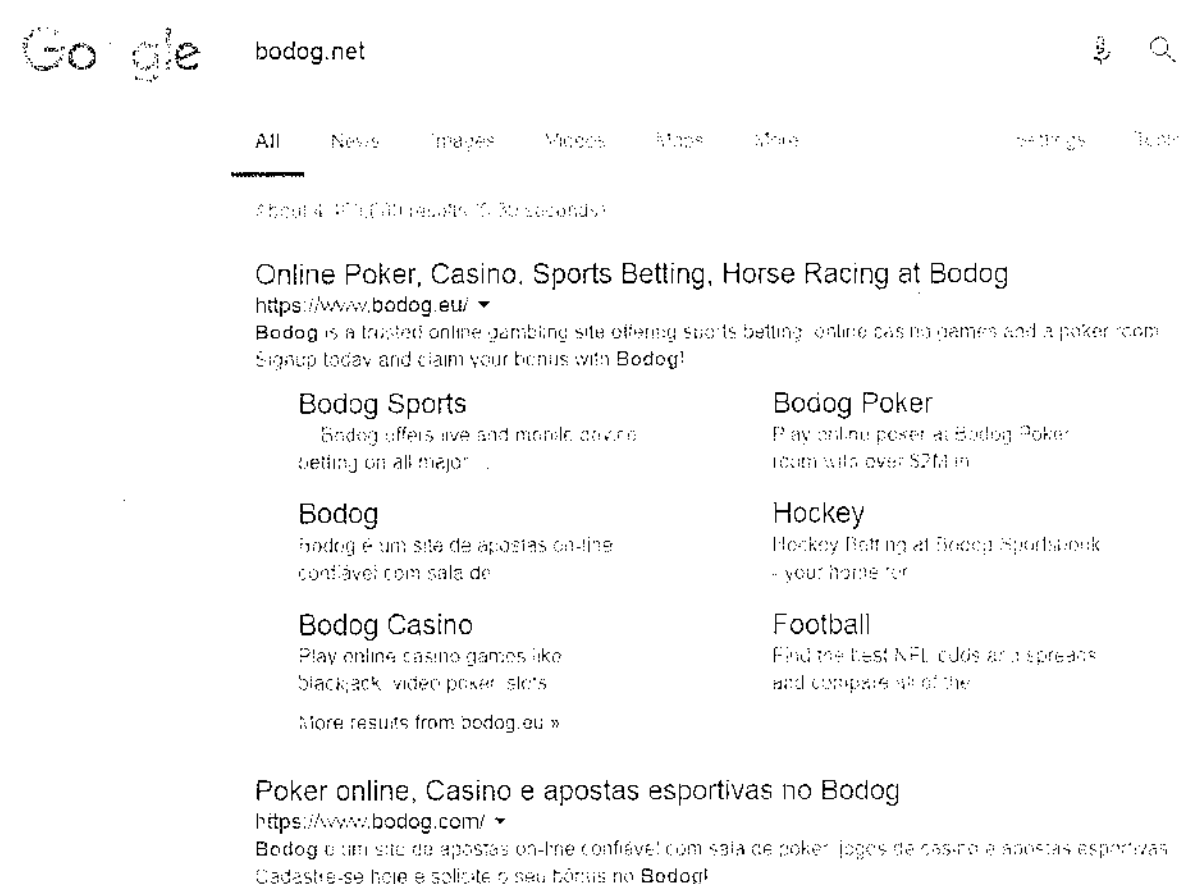 Google bodog.net
All News Images Videos Maps More Settings Tools
About results seconds)
Online Poker, Casino, Sports Betting, Horse Racing at Bodog
https://www.bodog.eu/
Bodog is a trusted online gambling site offering sports betting, online casino games and a poker room.
Signup today and claim your bonus with Bodog!
Bodog Sports
Bodog offers live and mobile
betting on all major ...
Bodog Poker
Play online poker at Bodog Poker
room with over $2M in
Bodog
Bodog é um site de apostas on-line
confiável com sala de
Hockey
Hockey Betting at Bodog Sportsbook
- your home for
Bodog Casino
Play online casino games like
blackjack, video poker, slots
Football
Find the best NFL odds and spreads
and compare all of the
More results from bodog.eu »
Poker online, Casino e apostas esportivas no Bodog
https://www.bodog.com/
Bodog é um site de apostas on-line confiável com sala de poker, jogos de casino e apostas esportivas.
Cadastre-se hoje e solicite o seu bônus no Bodog!